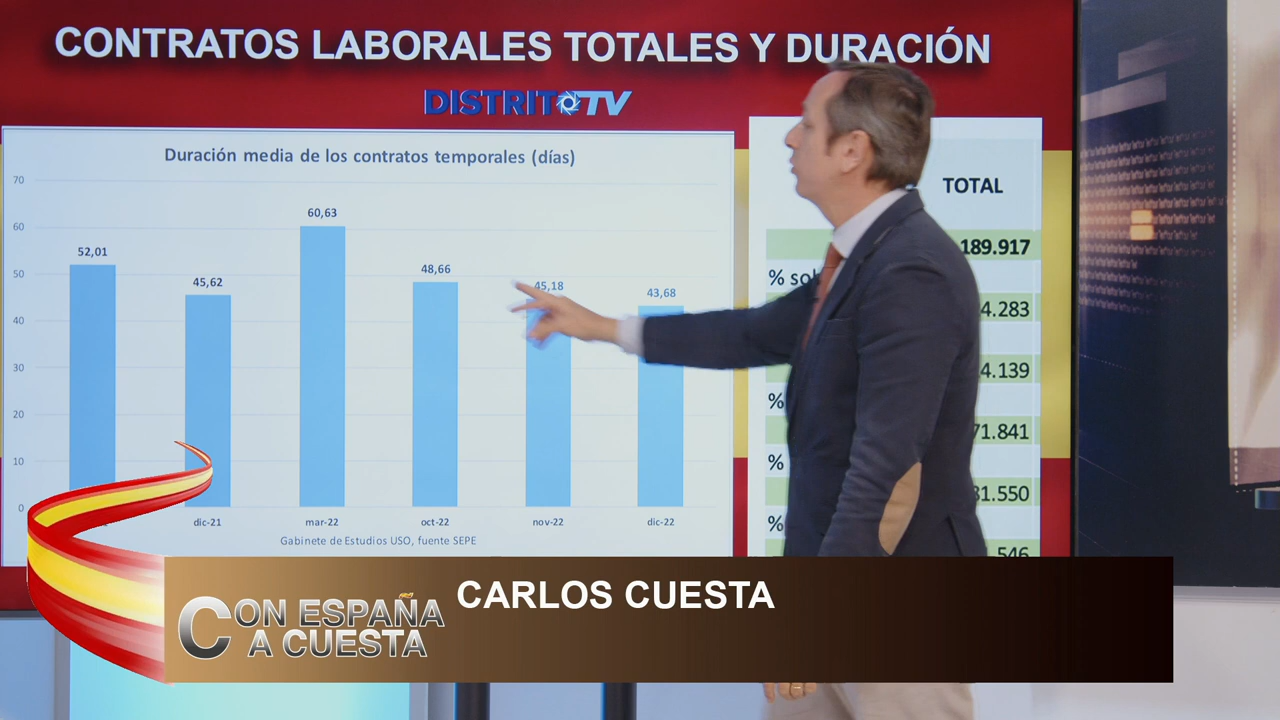 CONTRATOS LABORALES TOTALES Y DURACIÓN
DISTRITO TV
Duración media de los contratos temporales (días)
70
60
50
40
30
20
10
0
52,01
45,62
60,63
48,66
45,18
43,68
dic-21
mar-22
oct-22
nov-22
dic-22
Gabinete de Estudios USO, fuente SEPE
TOTAL
189.917
%
4.283
4.139
%
71.841
%
31.550
%
546
CON ESPAÑA
A CUESTA
CARLOS CUESTA